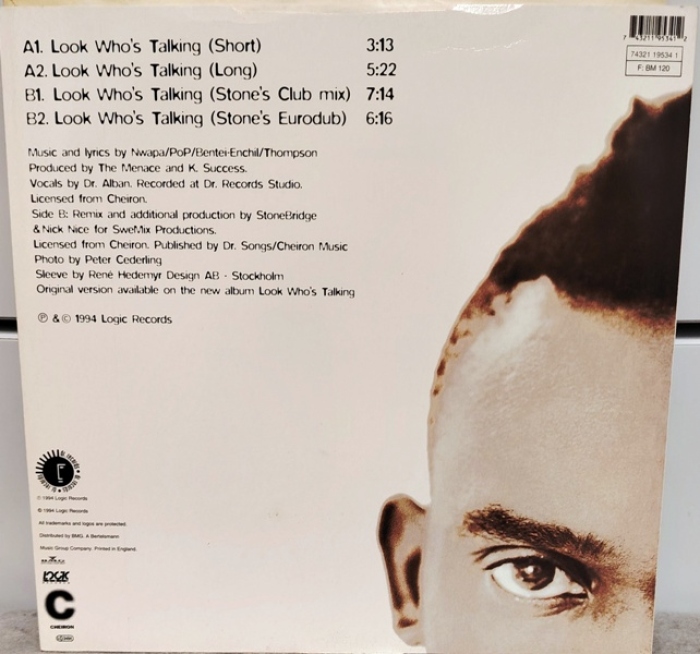 A1. Look Who's Talking (Short) 3:13
A2. Look Who's Talking (Long) 5:22
B1. Look Who's Talking (Stone's Club mix) 7:14
B2. Look Who's Talking (Stone's Eurodub) 6:16
74321 19534 1
F: BM 120
Music and lyrics by Nwapa/PoP/Bentei-Enchil/Thompson
Produced by The Menace and K. Success.
Vocals by Dr. Alban. Recorded at Dr. Records Studio.
Licensed from Cheiron.
Side B: Remix and additional production by StoneBridge
& Nick Nice for SweMix Productions.
Licensed from Cheiron. Published by Dr. Songs/Cheiron Music
Photo by Peter Cederling
Sleeve by René Hedemyr Design AB - Stockholm
Original version available on the new album Look Who's Talking
℗ & © 1994 Logic Records
℗ 1994 Logic Records
© 1994 Logic Records
All trademarks and logos are protected.
Distributed by BMG. A Bertelsmann
Music Group Company. Printed in England.
LOGIC
C
CHEIRON